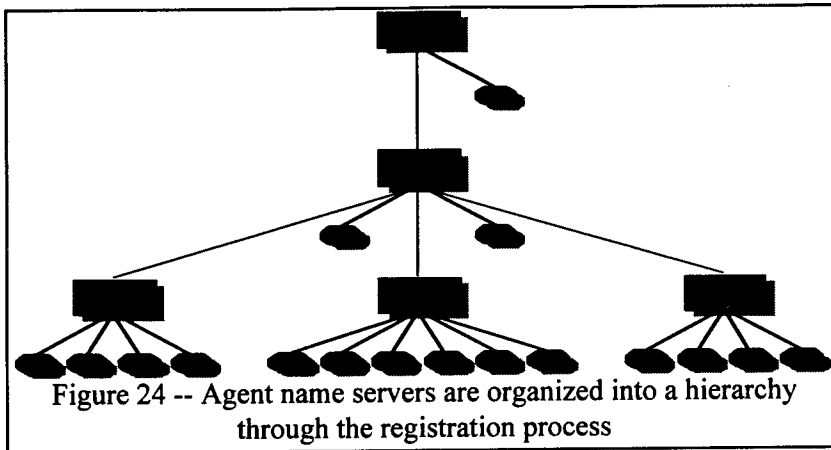 Figure 24 -- Agent name servers are organized into a hierarchy
through the registration process